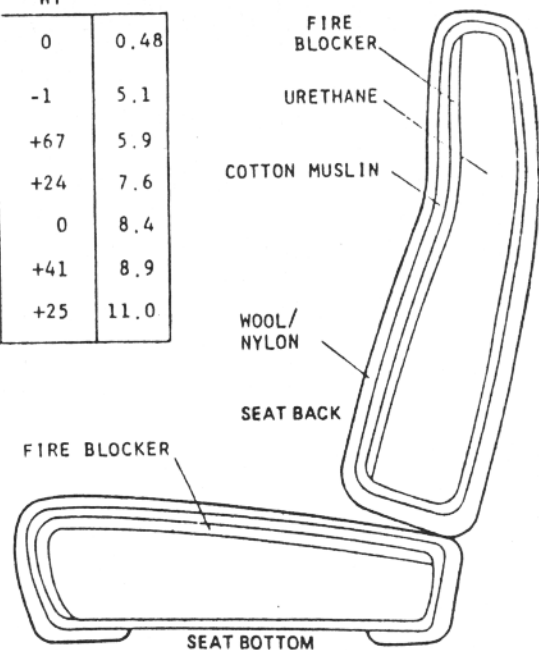 0 0.48
-1 5.1
+67 5.9
+24 7.6
0 8.4
+41 8.9
+25 11.0
FIRE
BLOCKER
URETHANE
COTTON MUSLIN
WOOL/
NYLON
SEAT BACK
FIRE BLOCKER
SEAT BOTTOM